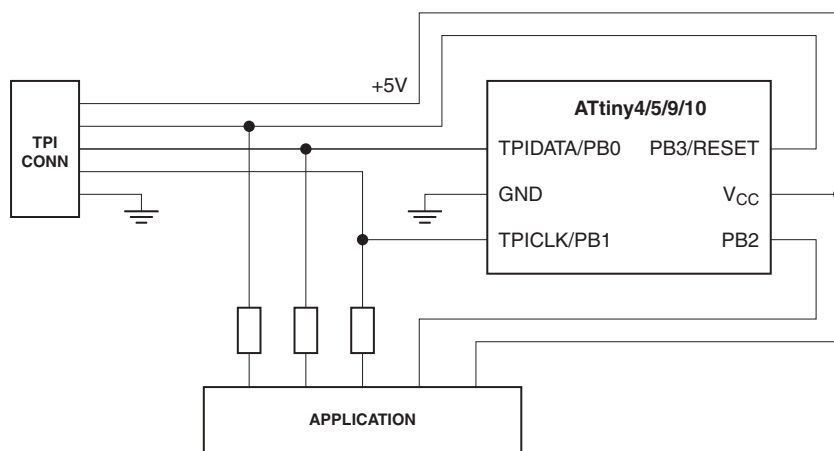 +5V
TPI
CONN
ATtiny4/5/9/10
TPIDATA/PB0
PB3/RESET
GND
VCC
TPICLK/PB1
PB2
APPLICATION